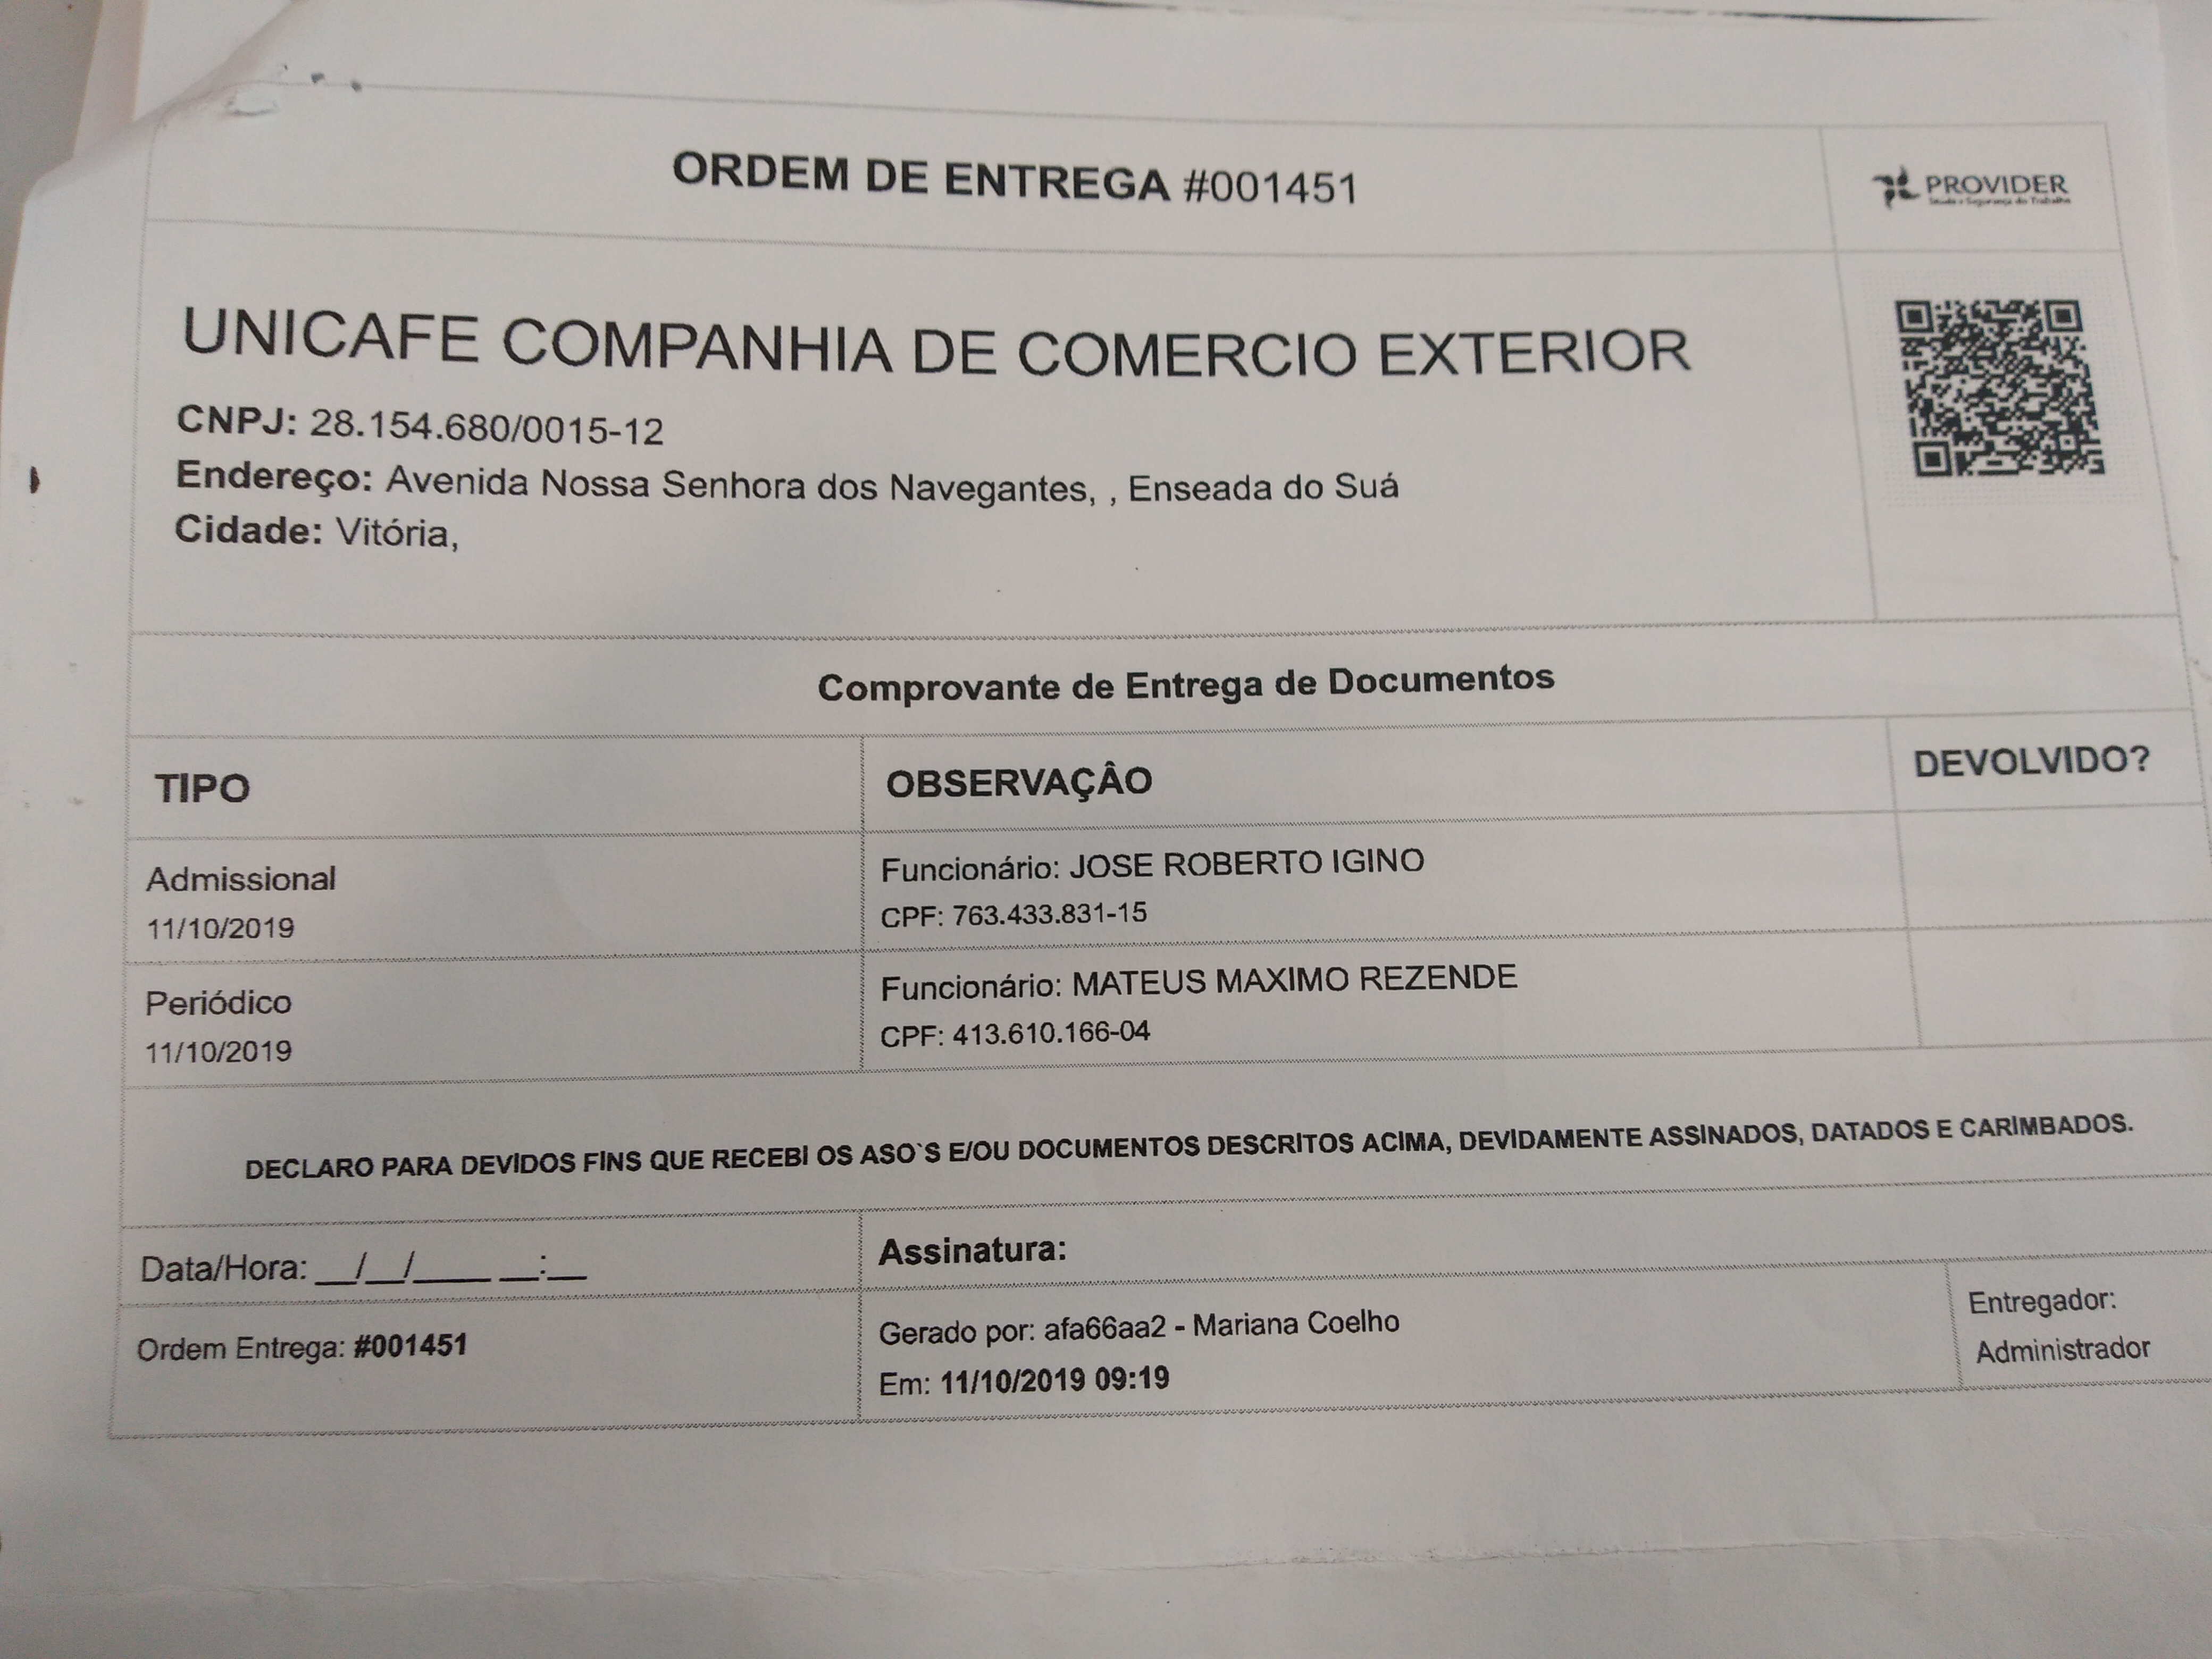 ORDEM DE ENTREGA #001451
PROVIDER
Saúde e Segurança do Trabalho
UNICAFE COMPANHIA DE COMERCIO EXTERIOR
CNPJ: 28.154.680/0015-12
Endereço: Avenida Nossa Senhora dos Navegantes, , Enseada do Suá
Cidade: Vitória,
Comprovante de Entrega de Documentos
TIPO OBSERVAÇÂO DEVOLVIDO?
Admissional
11/10/2019
Funcionário: JOSE ROBERTO IGINO
CPF: 763.433.831-15
Periódico
11/10/2019
Funcionário: MATEUS MAXIMO REZENDE
CPF: 413.610.166-04
DECLARO PARA DEVIDOS FINS QUE RECEBI OS ASO`S E/OU DOCUMENTOS DESCRITOS ACIMA, DEVIDAMENTE ASSINADOS, DATADOS E CARIMBADOS.
Data/Hora: __/__/____ __:__
Assinatura:
Ordem Entrega: #001451
Gerado por: afa66aa2 - Mariana Coelho
Em: 11/10/2019 09:19
Entregador:
Administrador